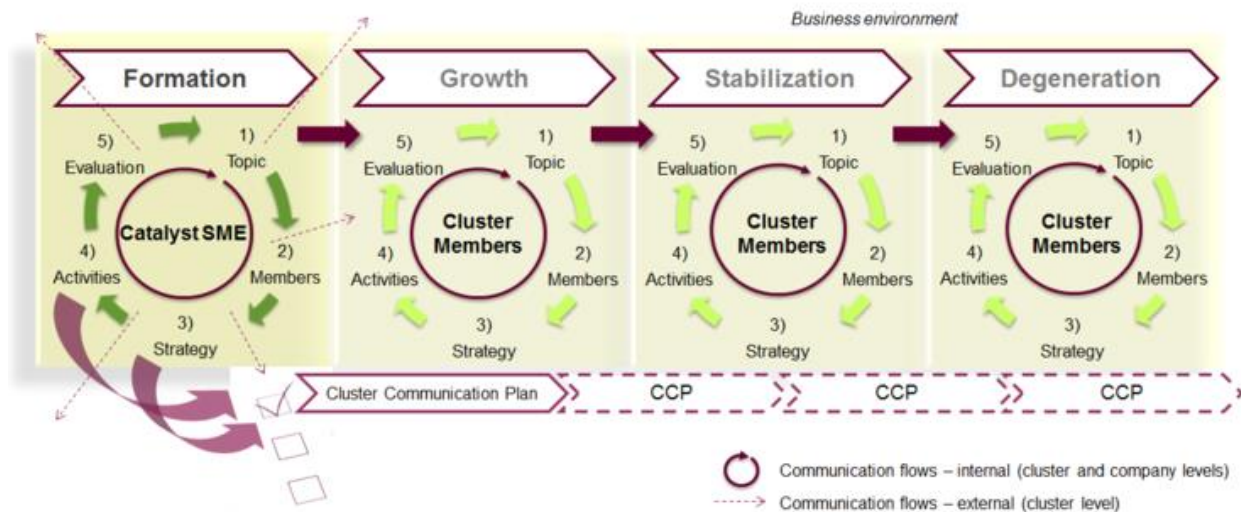 Business environment
Formation
Growth
Stabilization
Degeneration
1)
Topic
2)
Members
3)
Strategy
4)
Activities
5)
Evaluation
Catalyst SME
1)
Topic
2)
Members
3)
Strategy
4)
Activities
5)
Evaluation
Cluster
Members
1)
Topic
2)
Members
3)
Strategy
4)
Activities
5)
Evaluation
Cluster
Members
1)
Topic
2)
Members
3)
Strategy
4)
Activities
5)
Evaluation
Cluster
Members
Cluster Communication Plan
CCP
CCP
CCP
Communication flows – internal (cluster and company levels)
Communication flows – external (cluster level)